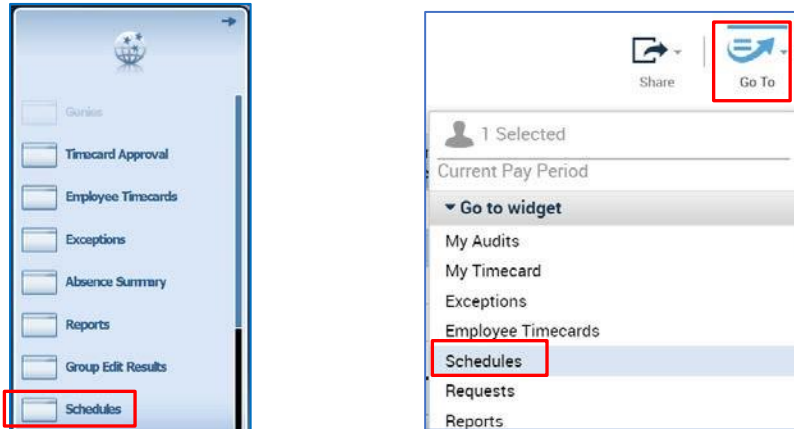 Genies
Timecard Approval
Employee Timecards
Exceptions
Absence Summary
Reports
Group Edit Results
Schedules
Share
Go To
1 Selected
Current Pay Period
Go to widget
My Audits
My Timecard
Exceptions
Employee Timecards
Schedules
Requests
Reports